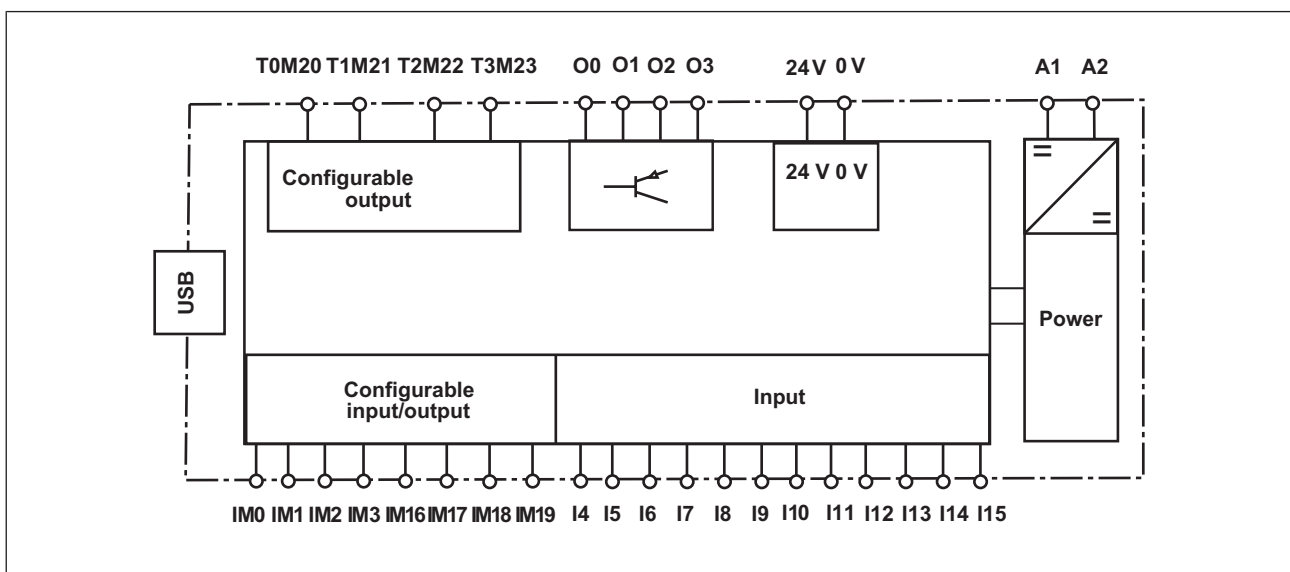 T0M20 T1M21 T2M22 T3M23 O0 O1 O2 O3 24 V 0 V A1 A2
Configurable
output
24 V 0 V
USB
Power
Configurable
input/output
Input
IM0 IM1 IM2 IM3 IM16 IM17 IM18 IM19 I4 I5 I6 I7 I8 I9 I10 I11 I12 I13 I14 I15